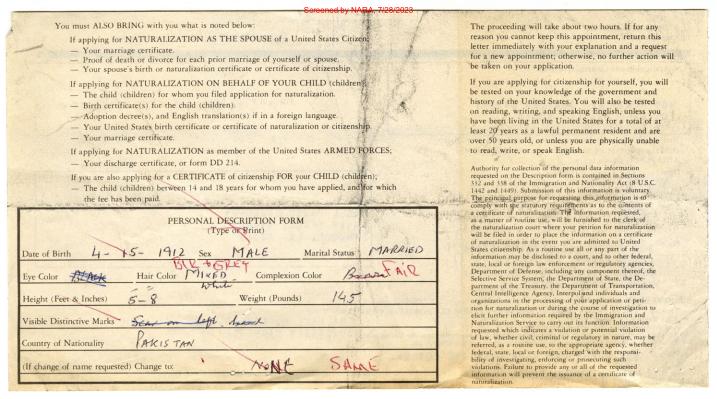 Screened by NARA, 7/28/2023
You must ALSO BRING with you what is noted below:
If applying for NATURALIZATION AS THE SPOUSE of a United States Citizen;
— Your marriage certificate.
— Proof of death or divorce for each prior marriage of yourself or spouse.
— Your spouse's birth or naturalization certificate or certificate of citizenship.
If applying for NATURALIZATION ON BEHALF OF YOUR CHILD (children);
— The child (children) for whom you filed application for naturalization.
— Birth certificate(s) for the child (children).
— Adoption decree(s), and English translation(s) if in a foreign language.
— Your United States birth certificate or certificate of naturalization or citizenship.
— Your marriage certificate.
If applying for NATURALIZATION as member of the United States ARMED FORCES;
— Your discharge certificate, or form DD 214.
If you are also applying for a CERTIFICATE of citizenship FOR your CHILD (children);
— The child (children) between 14 and 18 years for whom you have applied, and for which
the fee has been paid.
PERSONAL DESCRIPTION FORM
(Type or Print)
Date of Birth 4-15-1912 Sex MALE Marital Status MARRIED
BLK + GREY
Eye Color BLACK Hair Color MIXED Complexion Color FAIR
White
Height (Feet & Inches) 5-8 Weight (Pounds) 145
Visible Distinctive Marks Scar on left hand
Country of Nationality PAKISTAN
(If change of name requested) Change to: NONE SAME
The proceeding will take about two hours. If for any
reason you cannot keep this appointment, return this
letter immediately with your explanation and a request
for a new appointment; otherwise, no further action will
be taken on your application.
If you are applying for citizenship for yourself, you will
be tested on your knowledge of the government and
history of the United States. You will also be tested
on reading, writing, and speaking English, unless you
have been living in the United States for a total of at
least 20 years as a lawful permanent resident and are
over 50 years old, or unless you are physically unable
to read, write, or speak English.
Authority for collection of the personal data information
requested on the Description form is contained in Sections
332 and 338 of the Immigration and Nationality Act (8 U.S.C.
1442 and 1449). Submission of this information is voluntary.
The principal purpose for requesting this information is to
comply with the statutory requirements as to the contents of
a certificate of naturalization. The information requested,
as a matter of routine use, will be furnished to the clerk of
the naturalization court where your petition for naturalization
will be filed in order to place the information on a certificate
of naturalization in the event you are admitted to United
States citizenship. As a routine use all or any part of the
information may be disclosed to a court, and to other federal,
state, local or foreign law enforcement or regulatory agencies,
Department of Defense, including any component thereof, the
Selective Service System, the Department of State, the Department
of the Treasury, the Department of Transportation,
Central Intelligence Agency, Interpol and individuals and
organizations in the processing of your application or petition
for naturalization or during the course of investigation to
elicit further information required by the Immigration and
Naturalization Service to carry out its function. Information
requested which indicates a violation or potential violation
of law, whether civil, criminal or regulatory in nature, may be
referred, as a routine use, to the appropriate agency, whether
federal, state, local or foreign, charged with the responsibility
of investigating, enforcing or prosecuting such
violations. Failure to provide any or all of the requested
information will prevent the issuance of a certificate of
naturalization.